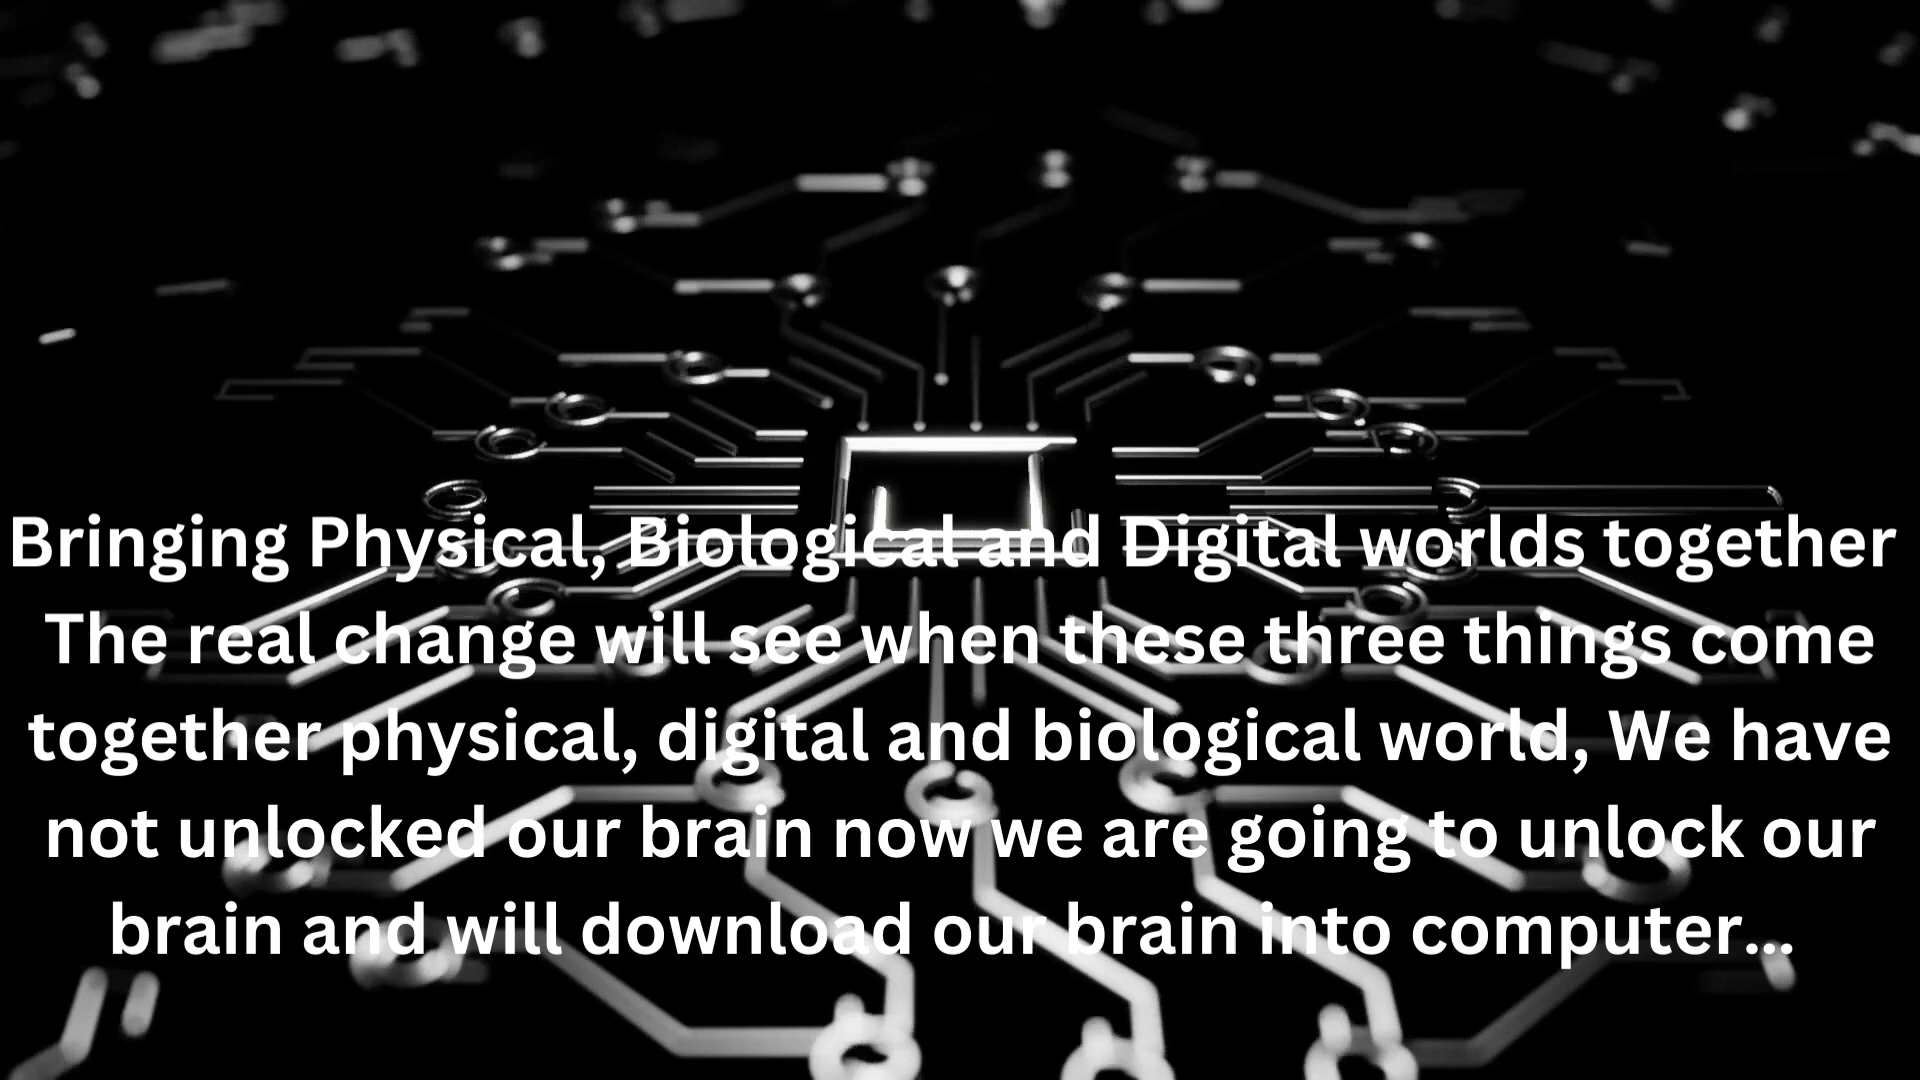 Bringing Physical, Biological and Digital worlds together
The real change will see when these three things come
together physical, digital and biological world, We have
not unlocked our brain now we are going to unlock our
brain and will download our brain into computer...